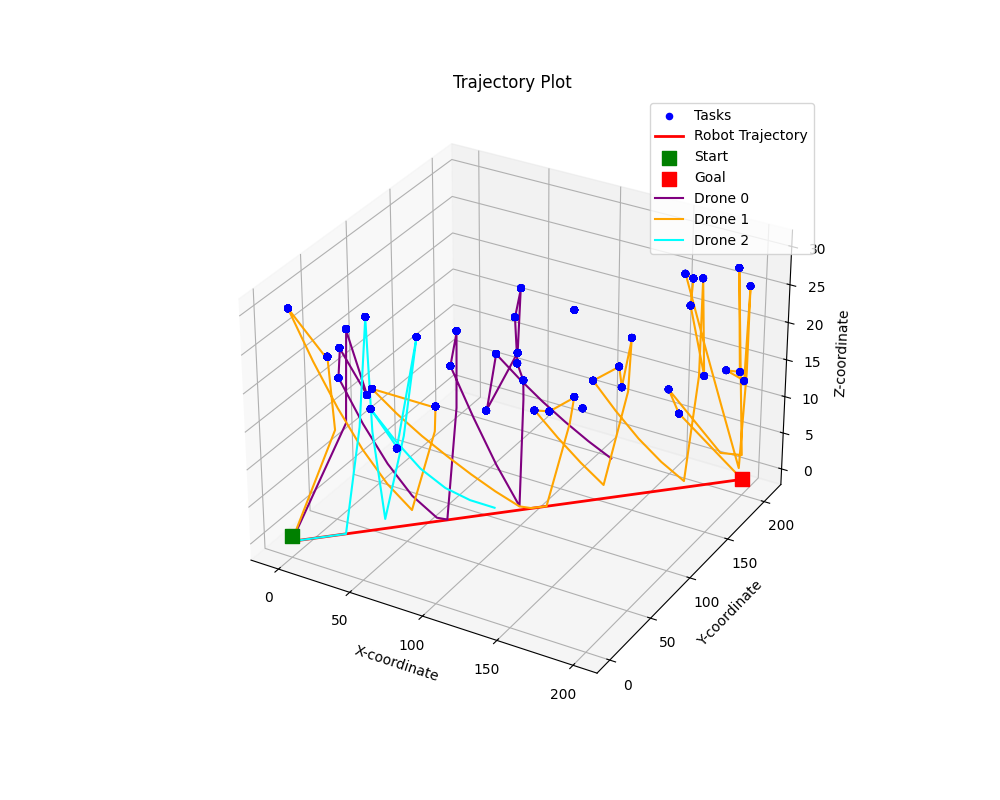 Trajectory Plot
Tasks
Robot Trajectory
Start
Goal
Drone 0
Drone 1
Drone 2
30
25
20
15
10
5
0
Z-coordinate
0
50
100
150
200
X-coordinate
0
50
100
150
200
Y-coordinate